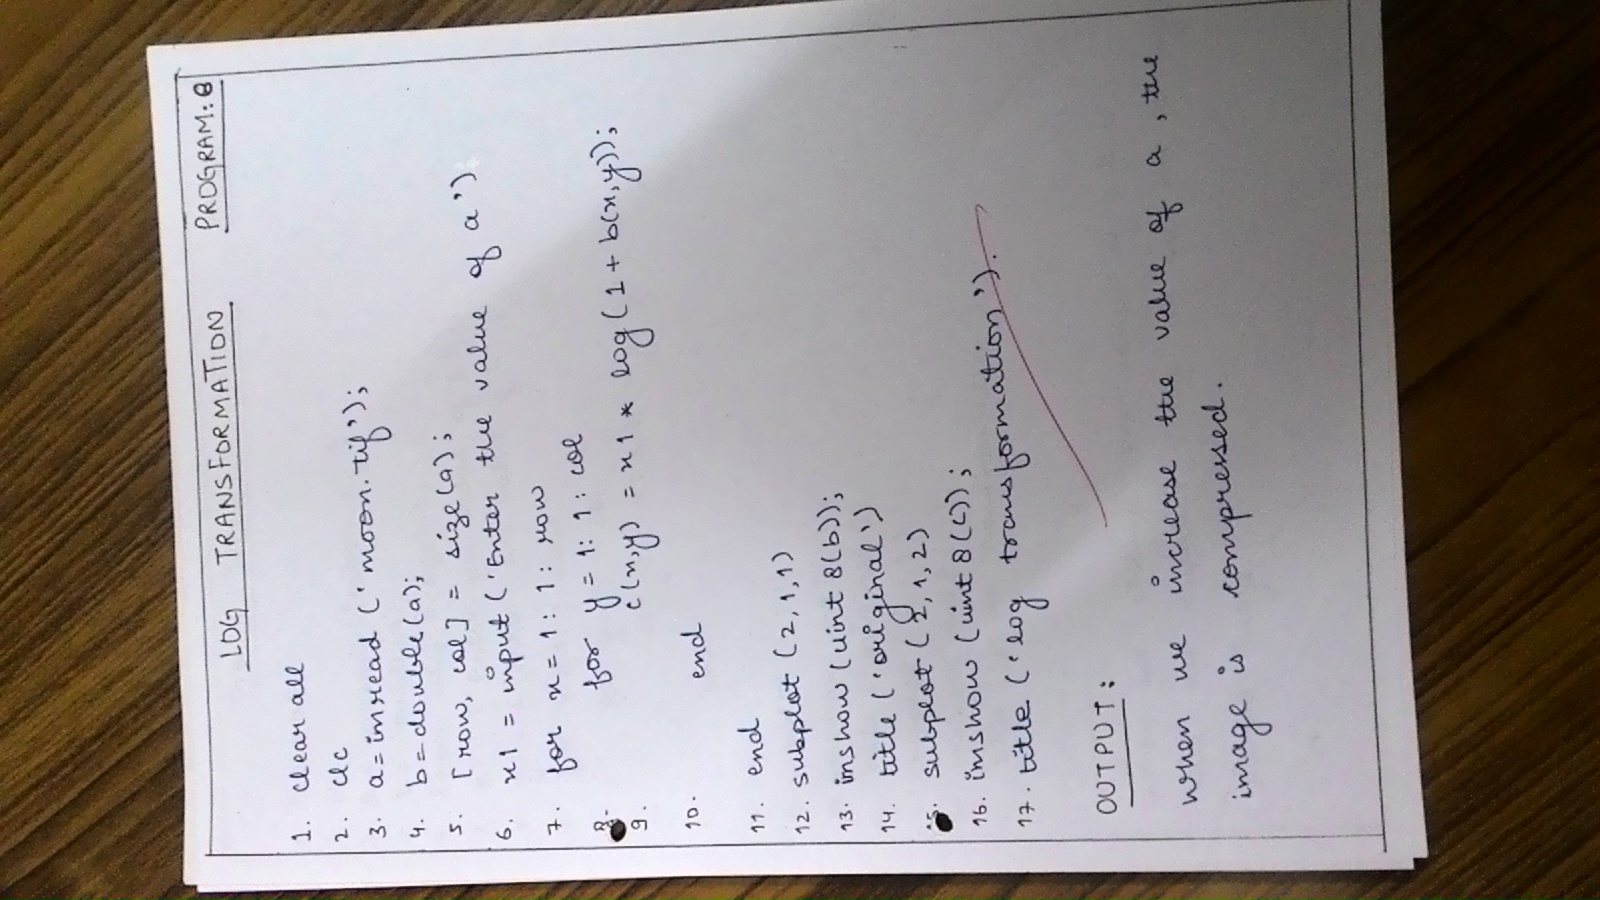 LOG TRANSFORMATION PROGRAM: 8
1. clear all
2. clc
3. a = imread ('moon.tif');
4. b = double(a);
5. [row, col] = size(a);
6. x1 = input ('Enter the value of a')
7. for x = 1: 1: row
8. for y = 1: 1: col
9. c(x,y) = x1 * log(1 + b(x,y));
10. end
11. end
12. subplot (2,1,1)
13. imshow (uint 8(b));
14. title ('original')
15. subplot (2,1,2)
16. imshow (uint 8(c));
17. title ('log transformation').
OUTPUT:
when we increase the value of a, the
image is compressed.